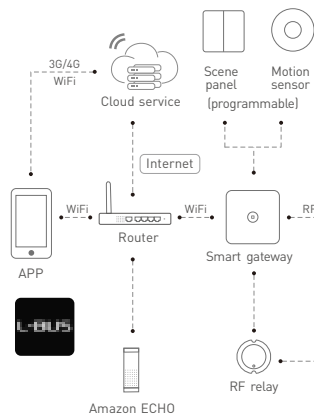 3G/4G
WiFi
Cloud service
Scene
panel
Motion
sensor
(programmable)
Internet
WiFi
WiFi
RF
Router
Smart gateway
APP
L-BUS
RF relay
Amazon ECHO